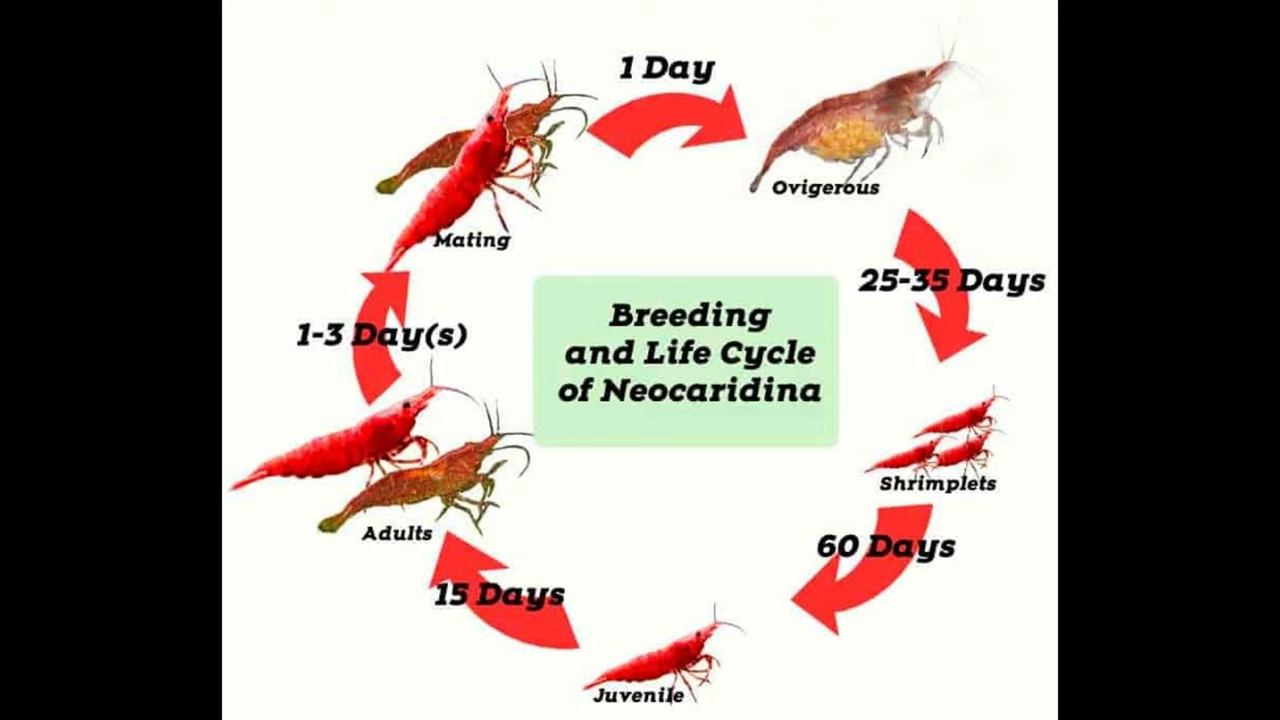 1 Day
Ovigerous
Mating
25-35 Days
1-3 Day(s)
Breeding
and Life Cycle
of Neocaridina
Shrimplets
Adults
60 Days
15 Days
Juvenile